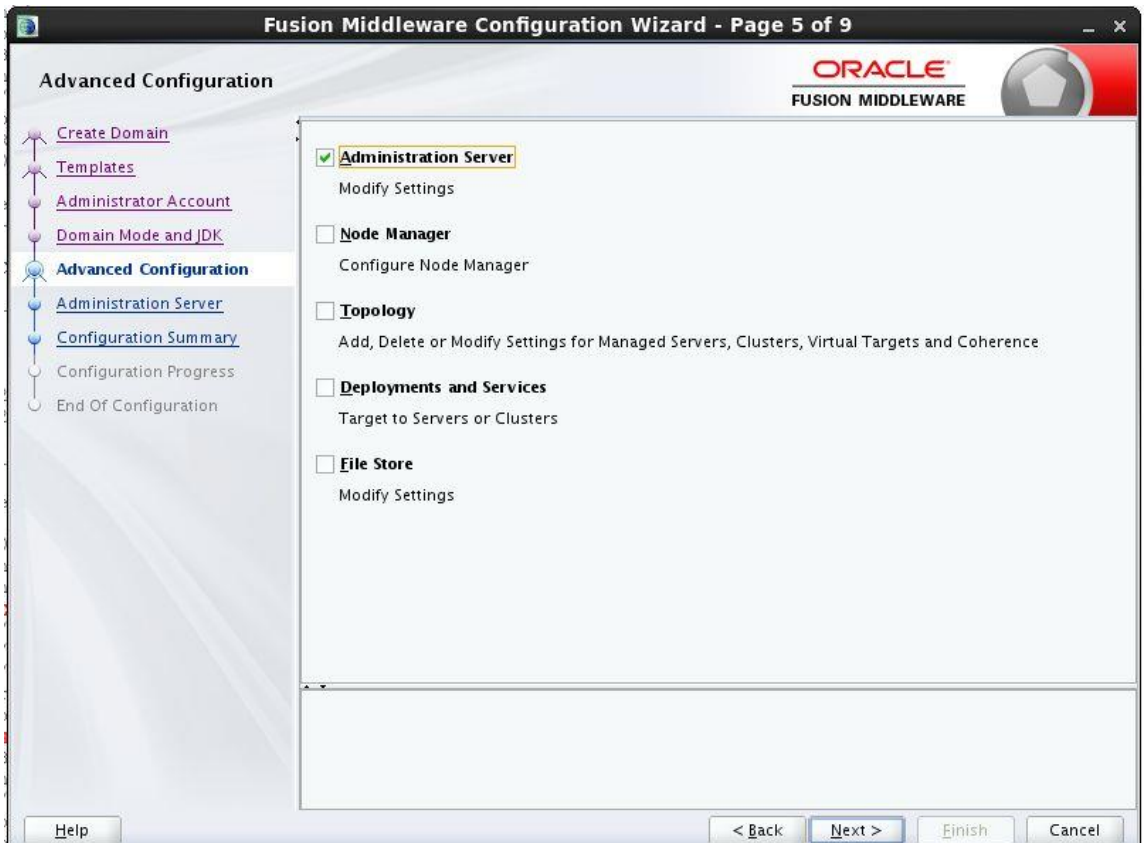 Fusion Middleware Configuration Wizard - Page 5 of 9
Advanced Configuration
ORACLE
FUSION MIDDLEWARE
Create Domain
Templates
Administrator Account
Domain Mode and JDK
Advanced Configuration
Administration Server
Configuration Summary
Configuration Progress
End Of Configuration
Administration Server
Modify Settings
Node Manager
Configure Node Manager
Topology
Add, Delete or Modify Settings for Managed Servers, Clusters, Virtual Targets and Coherence
Deployments and Services
Target to Servers or Clusters
File Store
Modify Settings
Help
< Back
Next >
Finish
Cancel